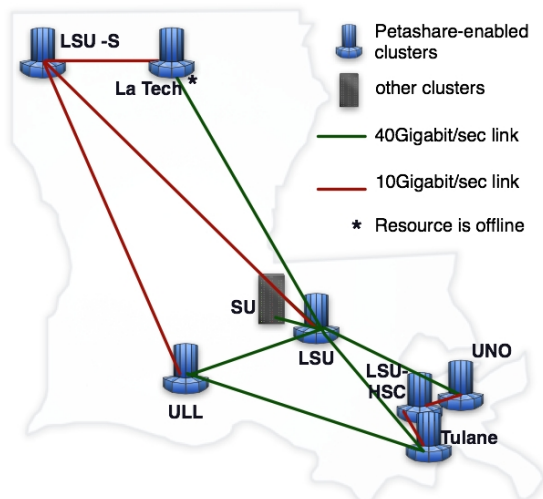 LSU -S
La Tech *
Petashare-enabled
clusters
other clusters
40Gigabit/sec link
10Gigabit/sec link
* Resource is offline
SU
LSU
ULL
LSU-
HSC
UNO
Tulane